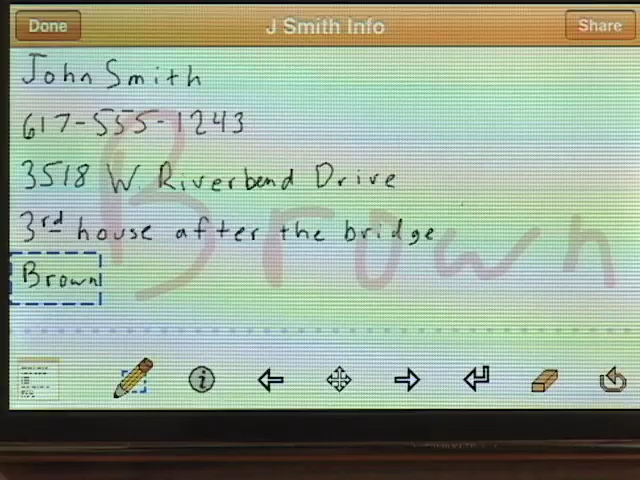 Done J Smith Info Share
John Smith
617-555-1243
3518 W Riverbend Drive
3rd house after the bridge
Brown
Brown